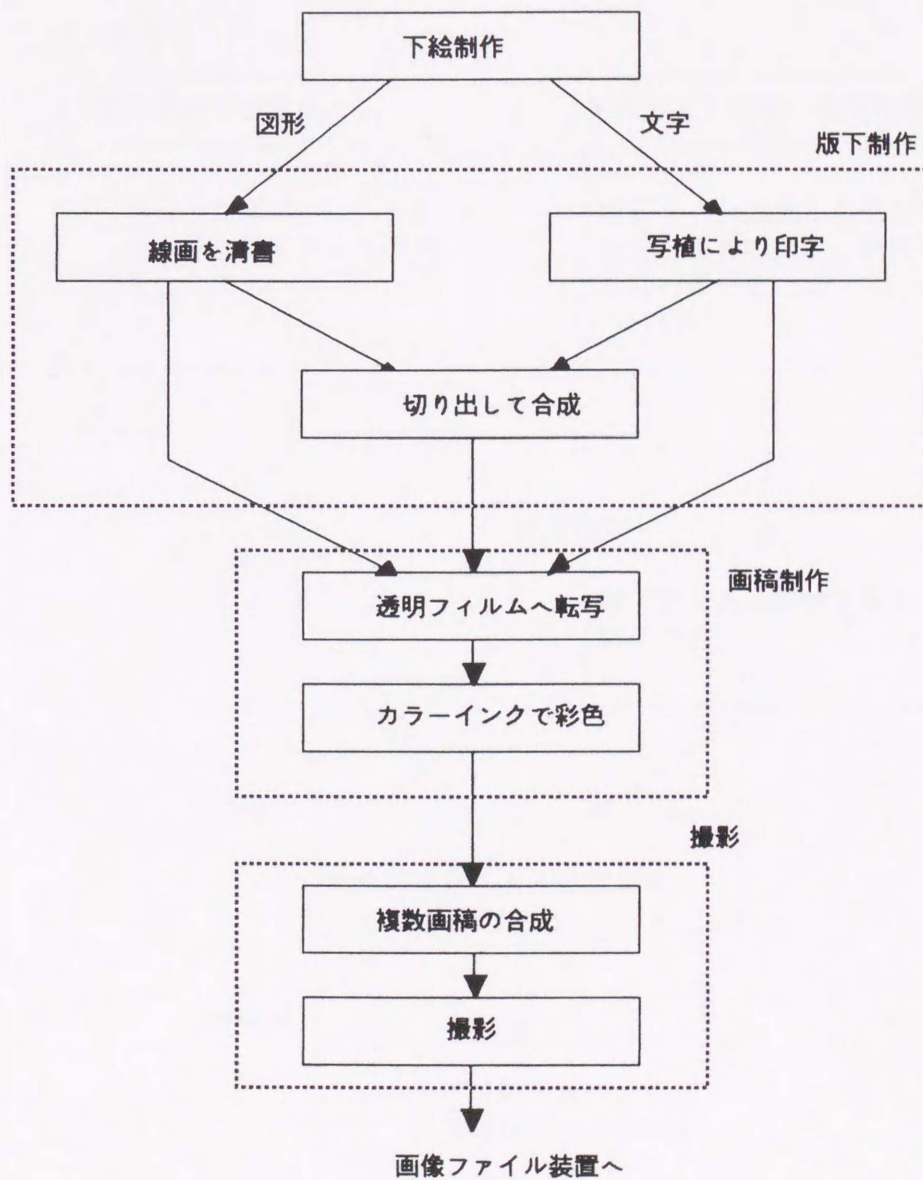 下絵制作
図形
文字
版下制作
線画を清書
写植により印字
切り出して合成
画稿制作
透明フィルムへ転写
カラーインクで彩色
撮影
複数画稿の合成
撮影
画像ファイル装置へ